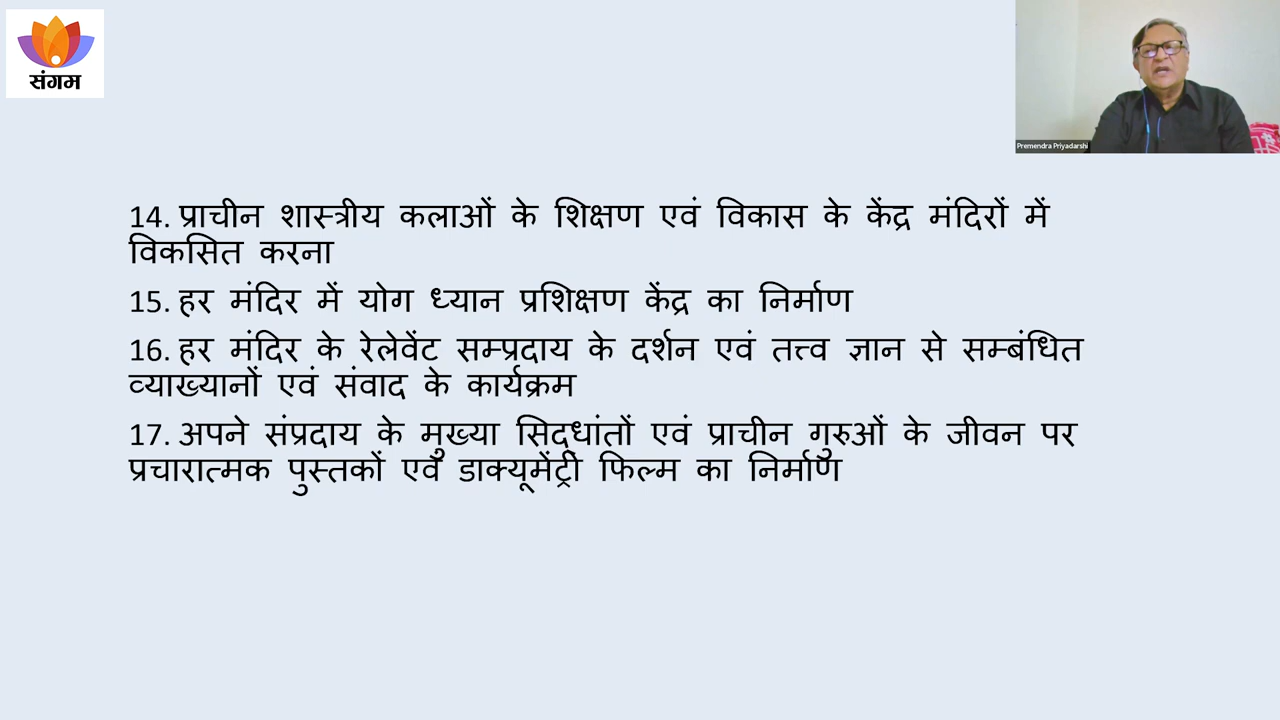 संगम
Premendra Priyadarshi
14. प्राचीन शास्त्रीय कलाओं के शिक्षण एवं विकास के केंद्र मंदिरों में
विकसित करना
15. हर मंदिर में योग ध्यान प्रशिक्षण केंद्र का निर्माण
16. हर मंदिर के रेलेवेंट सम्प्रदाय के दर्शन एवं तत्त्व ज्ञान से सम्बंधित
व्याख्यानों एवं संवाद के कार्यक्रम
17. अपने संप्रदाय के मुख्या सिद्धांतों एवं प्राचीन गुरुओं के जीवन पर
प्रचारात्मक पुस्तकों एवं डाक्यूमेंट्री फिल्म का निर्माण